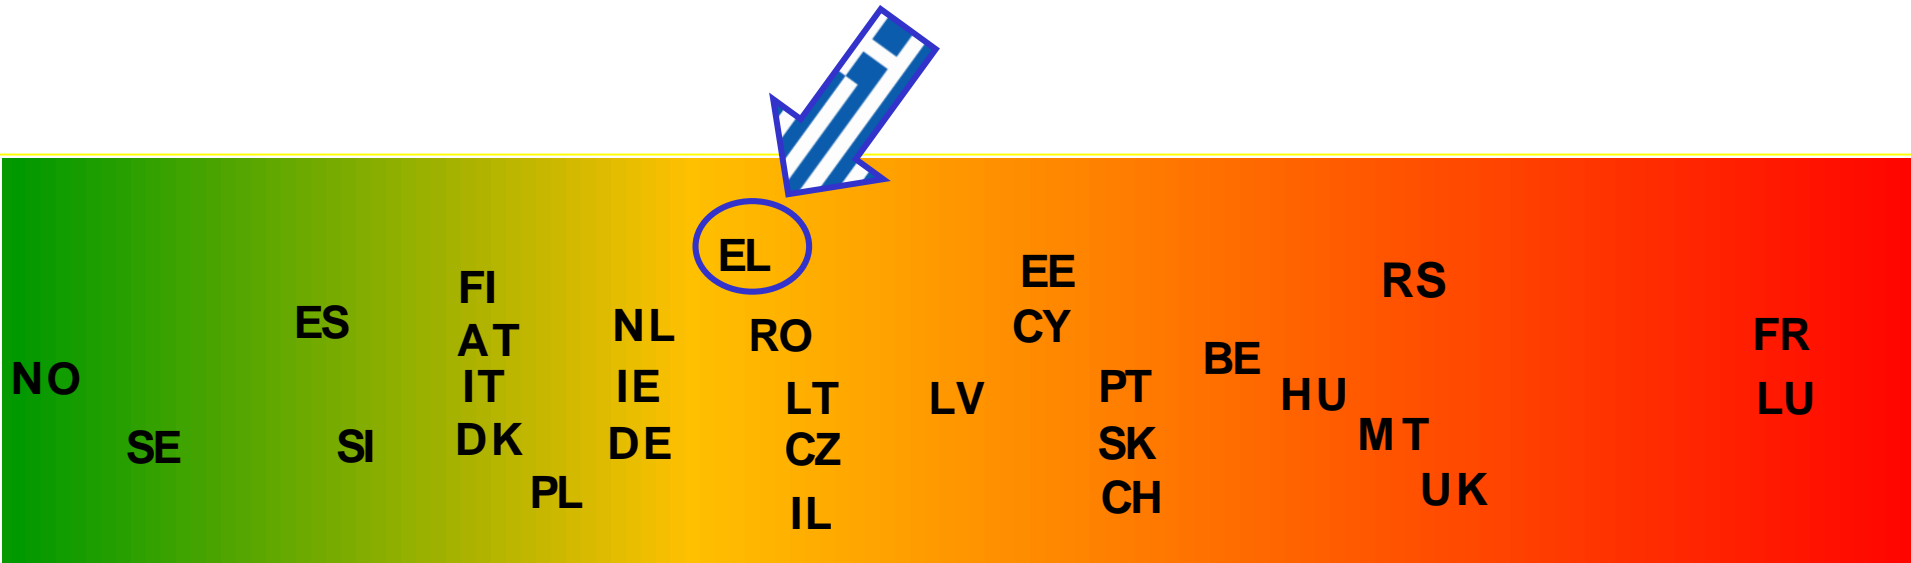 NO
SE
ES
SI
FI
AT
IT
DK
PL
NL
IE
DE
EL
RO
LT
CZ
IL
LV
EE
CY
PT
SK
CH
BE
HU
RS
MT
UK
FR
LU